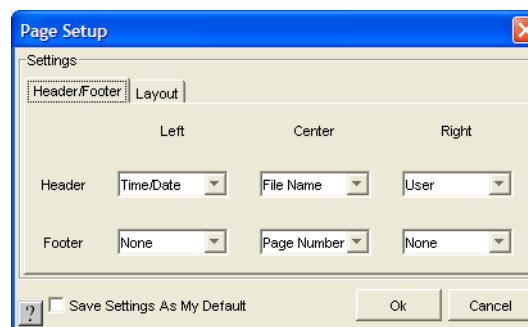 Page Setup
Settings
Header/Footer Layout
Left Center Right
Header Time/Date File Name User
Footer None Page Number None
? Save Settings As My Default Ok Cancel